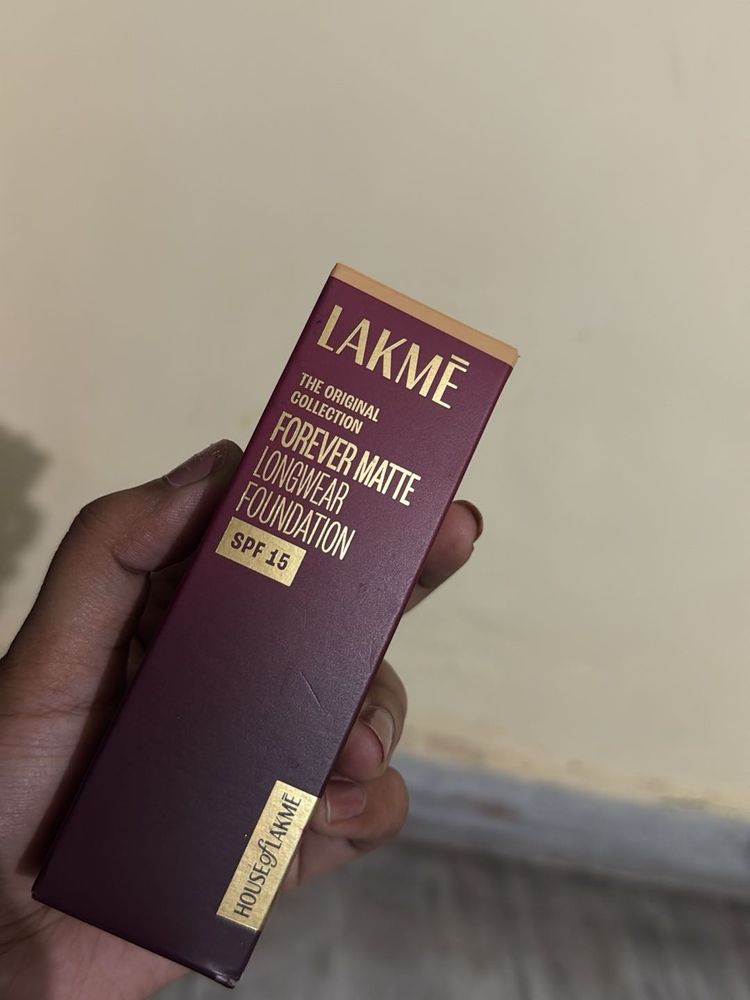 LAKMĒ
THE ORIGINAL
COLLECTION
FOREVER MATTE
LONGWEAR
FOUNDATION
SPF 15
HOUSE of LAKMĒ